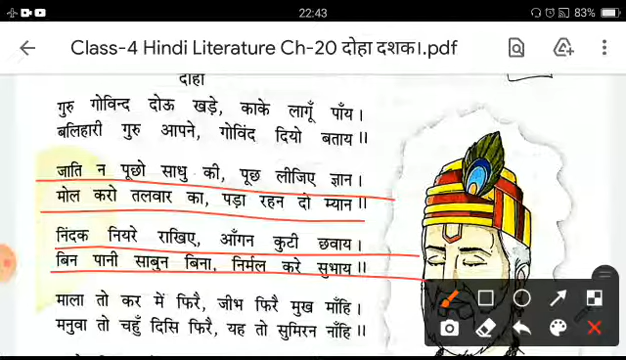 22:43
83%
Class-4 Hindi Literature Ch-20 दोहा दशक।.pdf
दोहा
गुरु गोविन्द दोऊ खड़े, काके लागूँ पाँय।
बलिहारी गुरु आपने, गोविंद दियो बताय॥
जाति न पूछो साधु की, पूछ लीजिए ज्ञान।
मोल करो तलवार का, पड़ा रहन दो म्यान॥
निंदक नियरे राखिए, आँगन कुटी छवाय।
बिन पानी साबुन बिना, निर्मल करे सुभाय॥
माला तो कर में फिरै, जीभ फिरै मुख माँहि।
मनुवा तो चहुँ दिसि फिरै, यह तो सुमिरन नाँहि॥